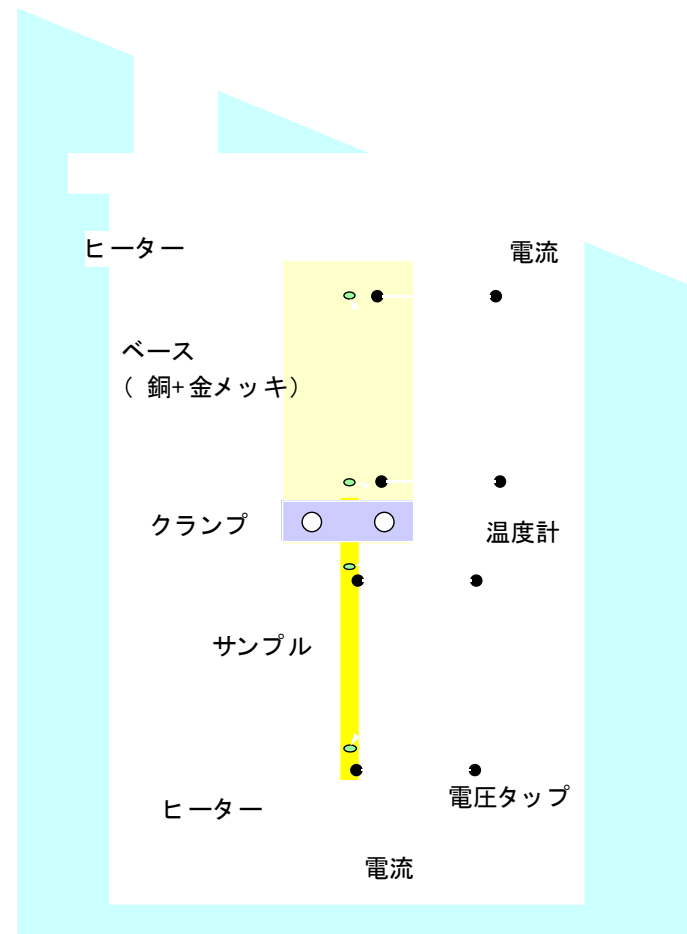 ヒーター
電流
ベース
（銅+金メッキ）
クランプ
温度計
サンプル
電圧タップ
ヒーター
電流